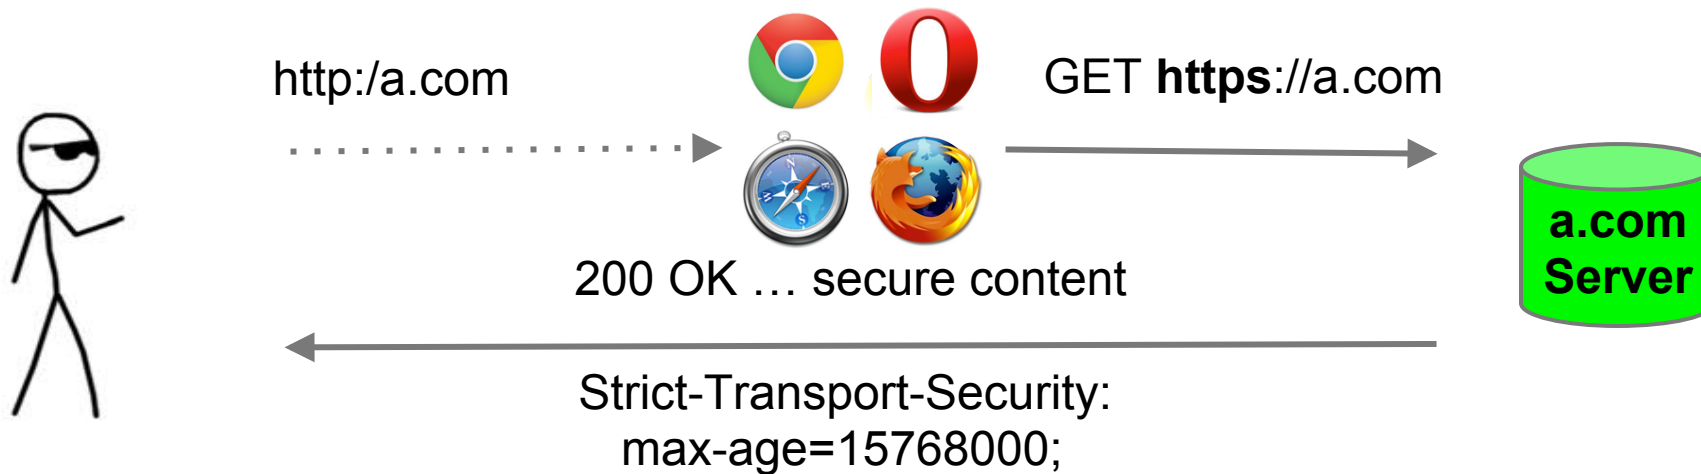 http:/a.com
GET https://a.com
200 OK … secure content
a.com
Server
Strict-Transport-Security:
max-age=15768000;